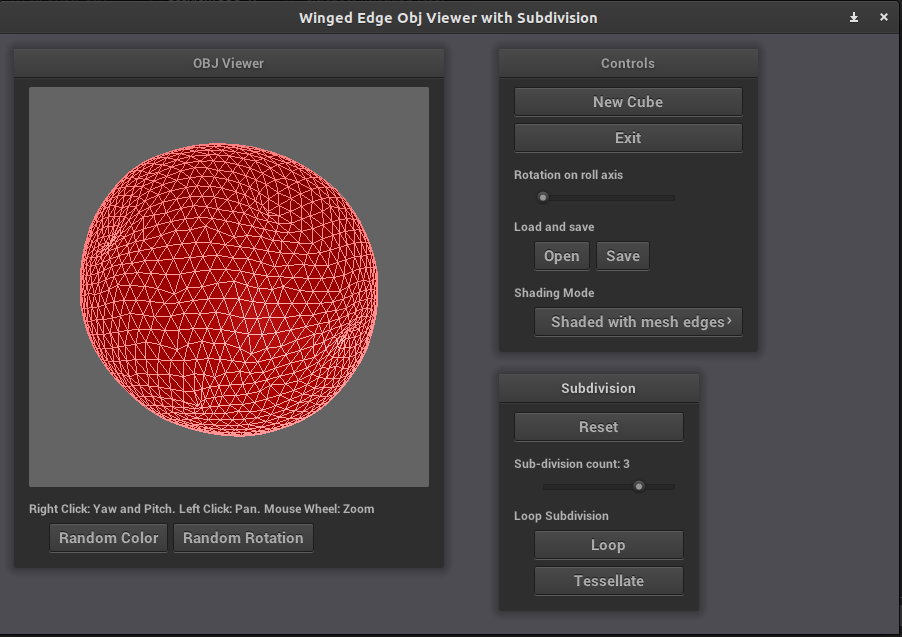 Winged Edge Obj Viewer with Subdivision
OBJ Viewer
Right Click: Yaw and Pitch. Left Click: Pan. Mouse Wheel: Zoom
Random Color
Random Rotation
Controls
New Cube
Exit
Rotation on roll axis
Load and save
Open
Save
Shading Mode
Shaded with mesh edges
Subdivision
Reset
Sub-division count: 3
Loop Subdivision
Loop
Tessellate